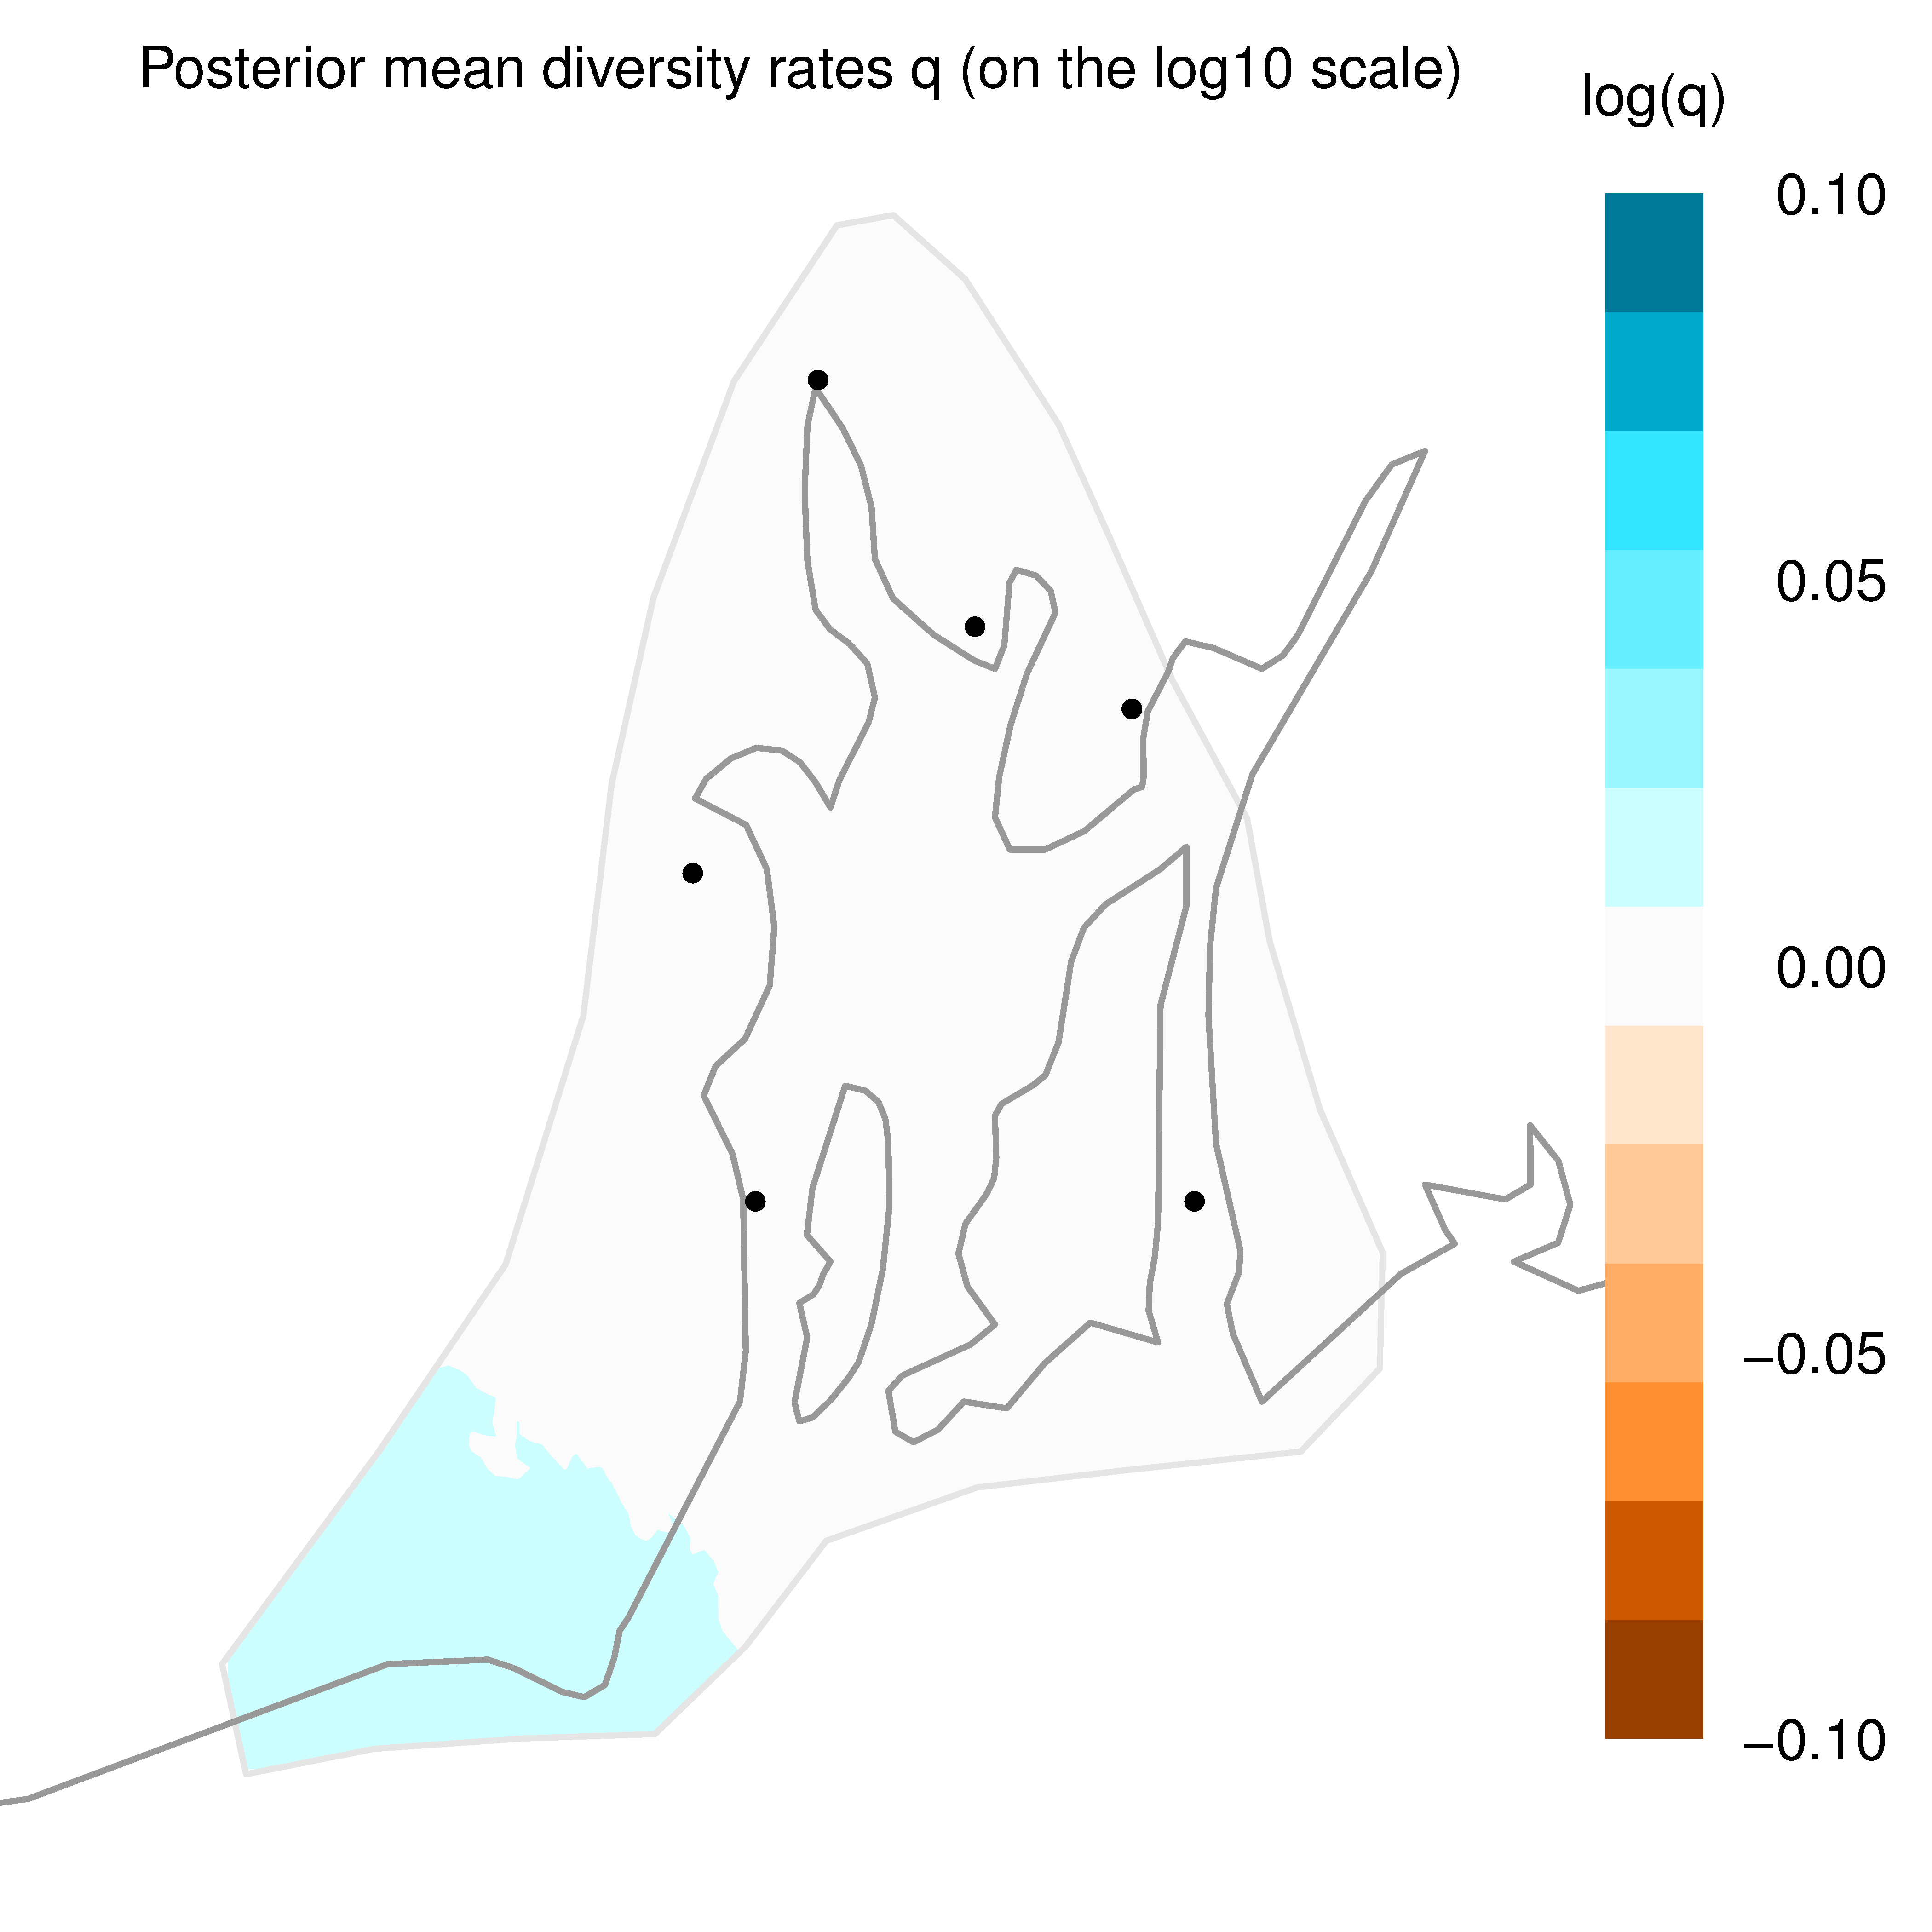 Posterior mean diversity rates q (on the log10 scale)
log(q)
0.10
0.05
0.00
−0.05
−0.10